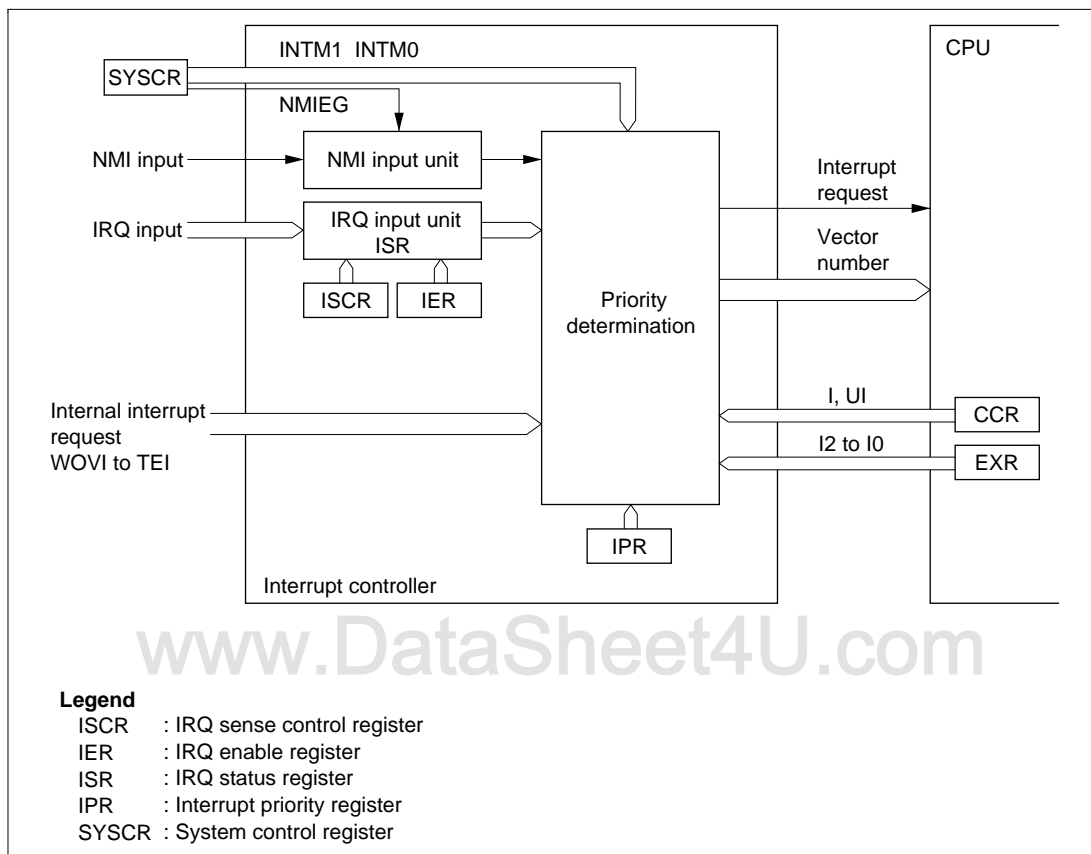 INTM1 INTM0
CPU
SYSCR
NMIEG
NMI input
NMI input unit
Interrupt
request
IRQ input
IRQ input unit
ISR
Vector
number
ISCR
IER
Priority
determination
I, UI
CCR
Internal interrupt
request
WOVI to TEI
I2 to I0
EXR
IPR
Interrupt controller
www.DataSheet4U.com
Legend
ISCR : IRQ sense control register
IER : IRQ enable register
ISR : IRQ status register
IPR : Interrupt priority register
SYSCR : System control register